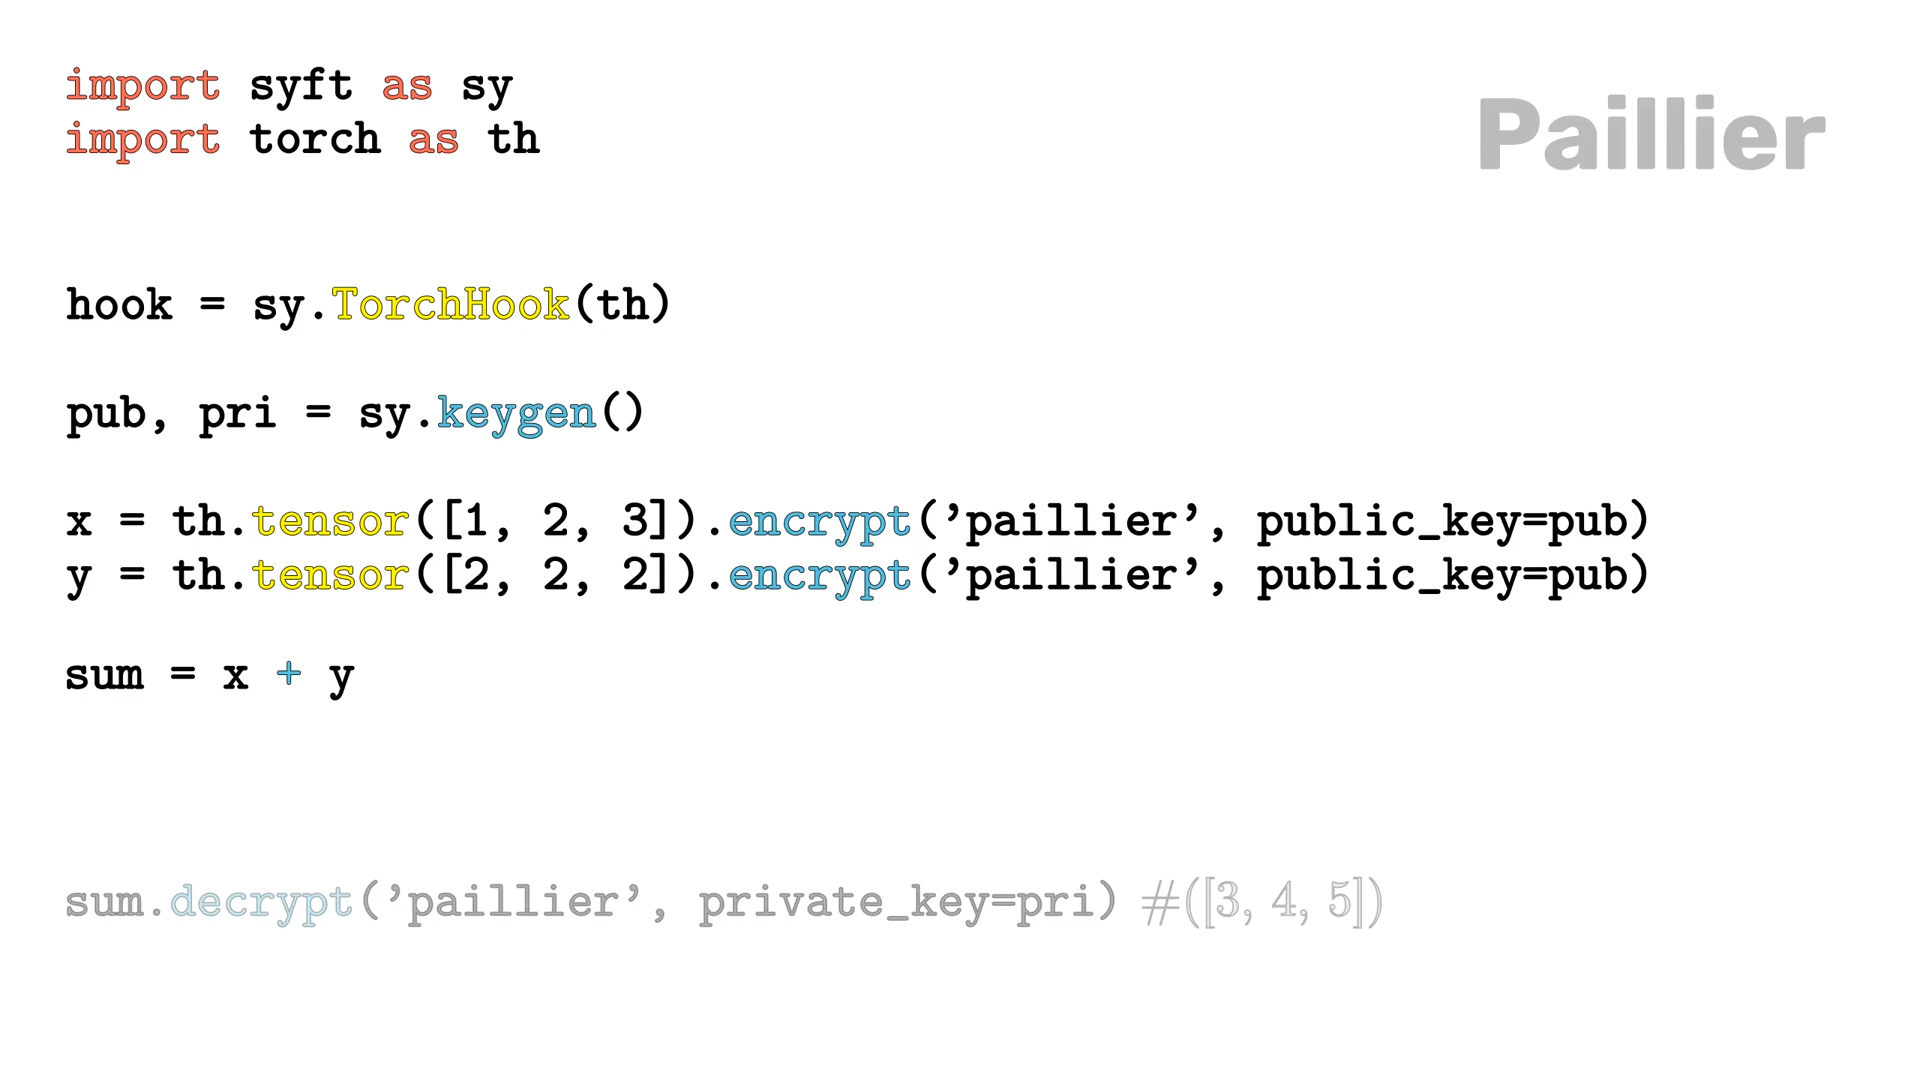 import syft as sy
import torch as th
Paillier
hook = sy.TorchHook(th)
pub, pri = sy.keygen()
x = th.tensor([1, 2, 3]).encrypt(’paillier’, public_key=pub)
y = th.tensor([2, 2, 2]).encrypt(’paillier’, public_key=pub)
sum = x + y
sum.decrypt(’paillier’, private_key=pri) #([3, 4, 5])